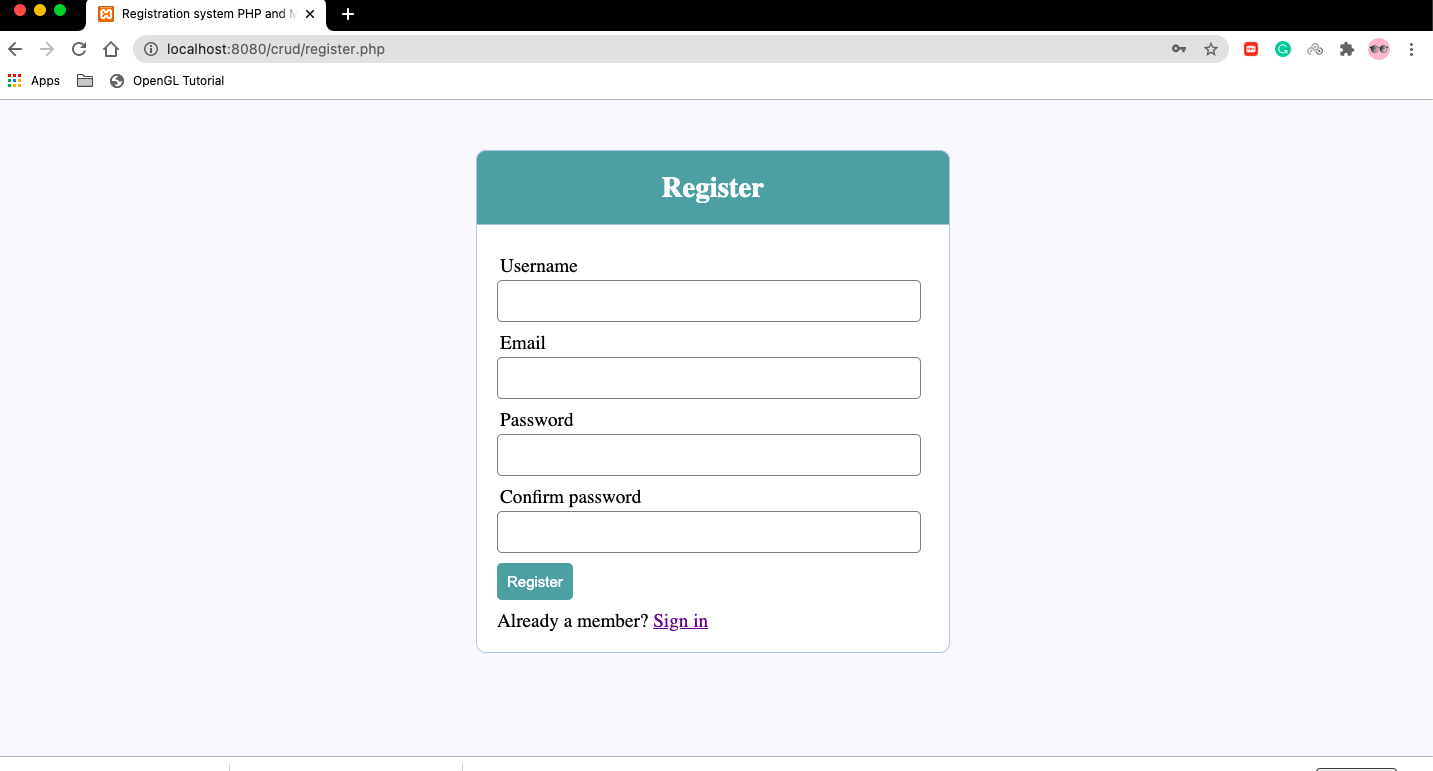 Registration system PHP and M
localhost:8080/crud/register.php
Apps
OpenGL Tutorial
Register
Username
Email
Password
Confirm password
Register
Already a member? Sign in